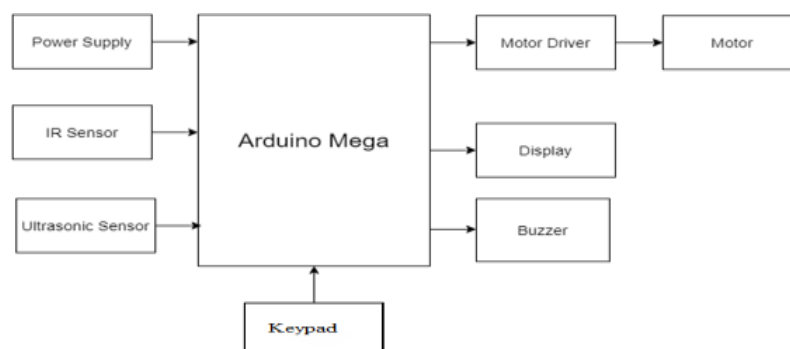 Power Supply
Motor Driver
Motor
IR Sensor
Arduino Mega
Display
Ultrasonic Sensor
Buzzer
Keypad